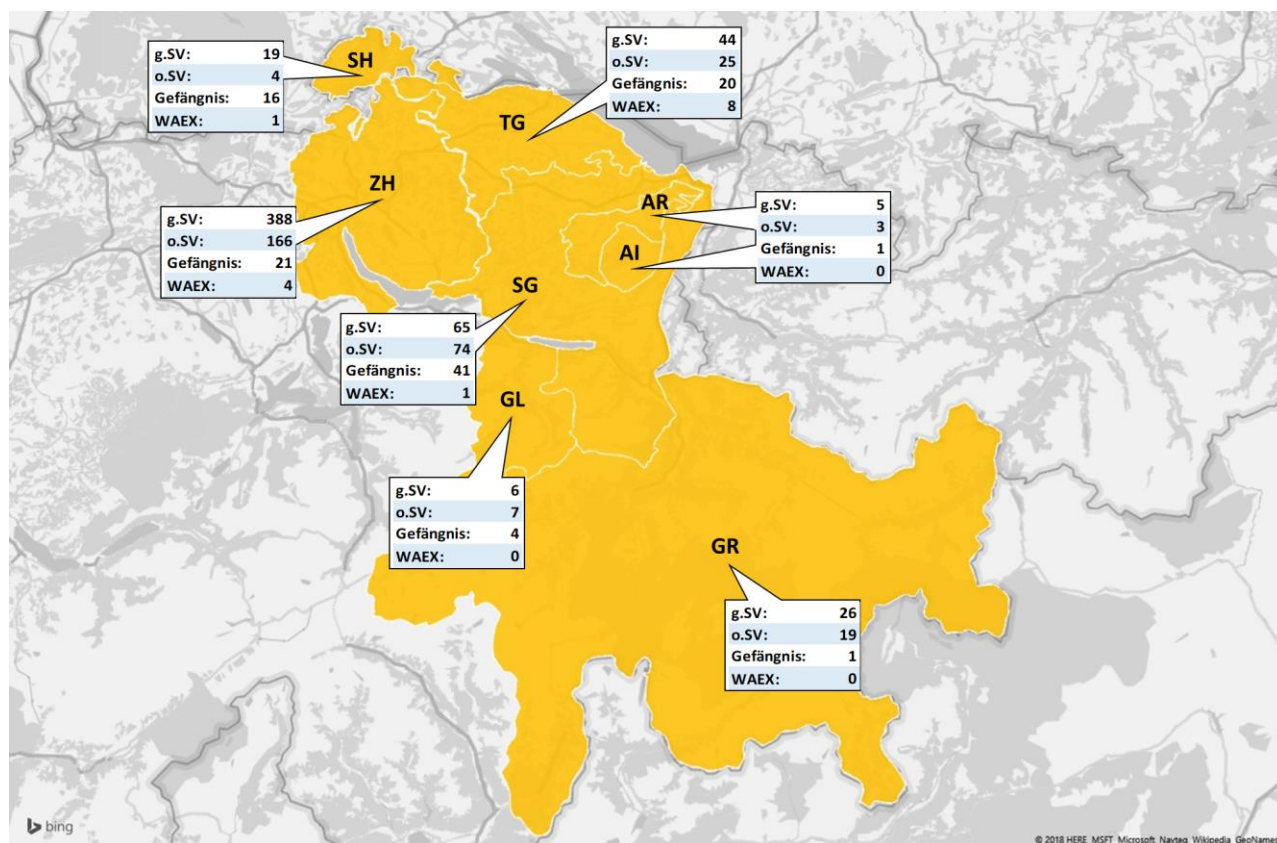 g.SV: 19
o.SV: 4
Gefängnis: 16
WAEX: 1
SH
g.SV: 44
o.SV: 25
Gefängnis: 20
WAEX: 8
TG
ZH
g.SV: 388
o.SV: 166
Gefängnis: 21
WAEX: 4
AR
AI
g.SV: 5
o.SV: 3
Gefängnis: 1
WAEX: 0
SG
g.SV: 65
o.SV: 74
Gefängnis: 41
WAEX: 1
GL
g.SV: 6
o.SV: 7
Gefängnis: 4
WAEX: 0
GR
g.SV: 26
o.SV: 19
Gefängnis: 1
WAEX: 0
bing
© 2018 HERE, MSFT, Microsoft, Navteq, Wikipedia, GeoNames